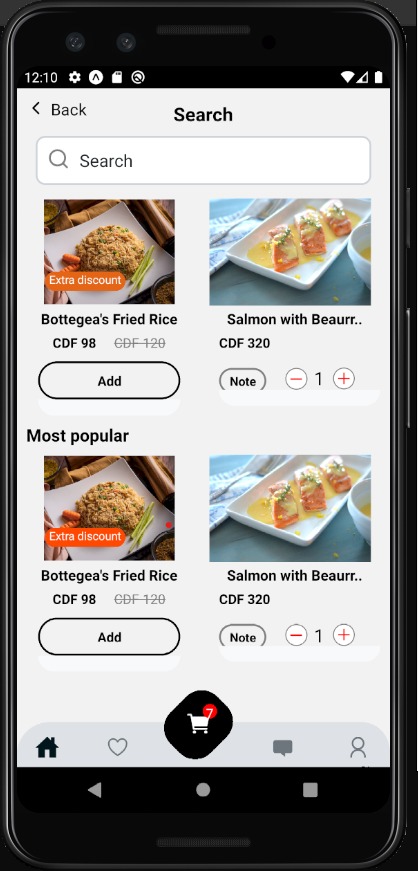 12:10
Back
Search
Search
Extra discount
Bottegea's Fried Rice
Salmon with Beaurr..
CDF 98 CDF 120
CDF 320
Add
Note
1
Most popular
Extra discount
Bottegea's Fried Rice
Salmon with Beaurr..
CDF 98 CDF 120
CDF 320
Add
Note
1
7